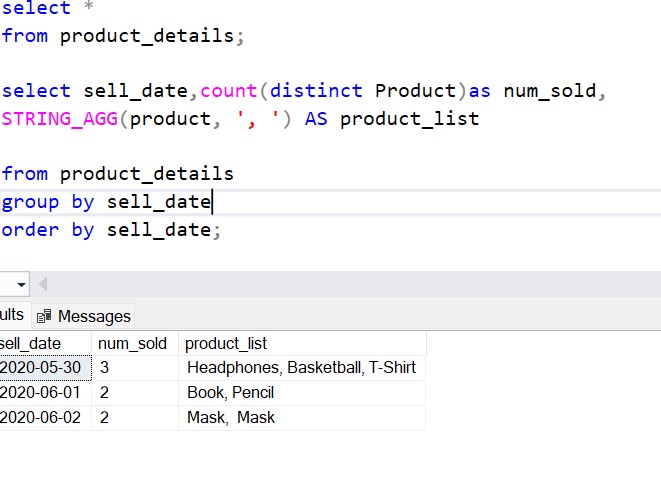 select *
from product_details;
select sell_date,count(distinct Product)as num_sold,
STRING_AGG(product, ', ') AS product_list
from product_details
group by sell_date
order by sell_date;
ults Messages
sell_date num_sold product_list
2020-05-30 3 Headphones, Basketball, T-Shirt
2020-06-01 2 Book, Pencil
2020-06-02 2 Mask,  Mask